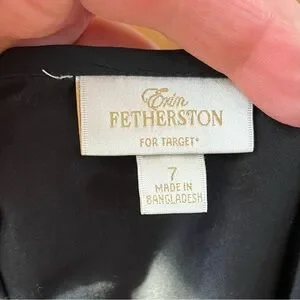 Erin
FETHERSTON
FOR TARGET*
7
MADE IN
BANGLADESH